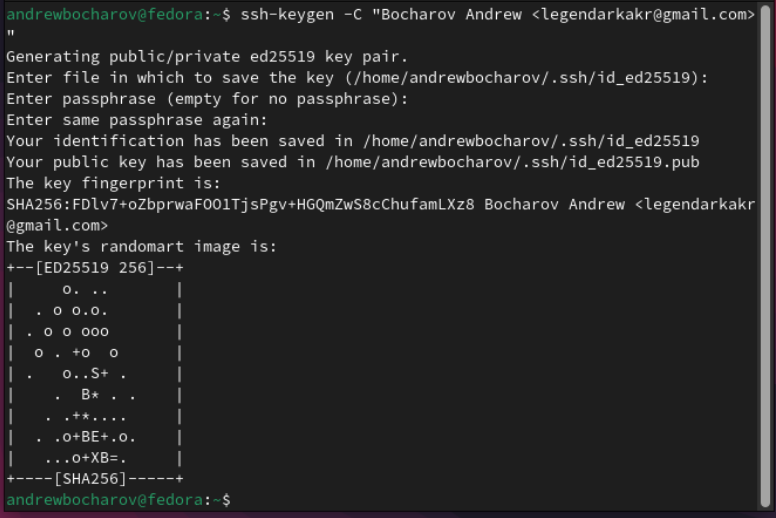 andrewbocharov@fedora:~$ ssh-keygen -C "Bocharov Andrew <legendarkakr@gmail.com>
"
Generating public/private ed25519 key pair.
Enter file in which to save the key (/home/andrewbocharov/.ssh/id_ed25519):
Enter passphrase (empty for no passphrase):
Enter same passphrase again:
Your identification has been saved in /home/andrewbocharov/.ssh/id_ed25519
Your public key has been saved in /home/andrewbocharov/.ssh/id_ed25519.pub
The key fingerprint is:
SHA256:FDlv7+oZbprwaFOO1TjsPgv+HGQmZwS8cChufamLXz8 Bocharov Andrew <legendarkakr
@gmail.com>
The key's randomart image is:
+--[ED25519 256]--+
|      o. ..      |
|   . o o.o.      |
|  . o o ooo      |
|   o . +o  o     |
|  .   o..S+ .    |
|     .  B* . .   |
|    . .+*....    |
|   . .o+BE+.o.   |
|    ...o+XB=.    |
+----[SHA256]-----+
andrewbocharov@fedora:~$